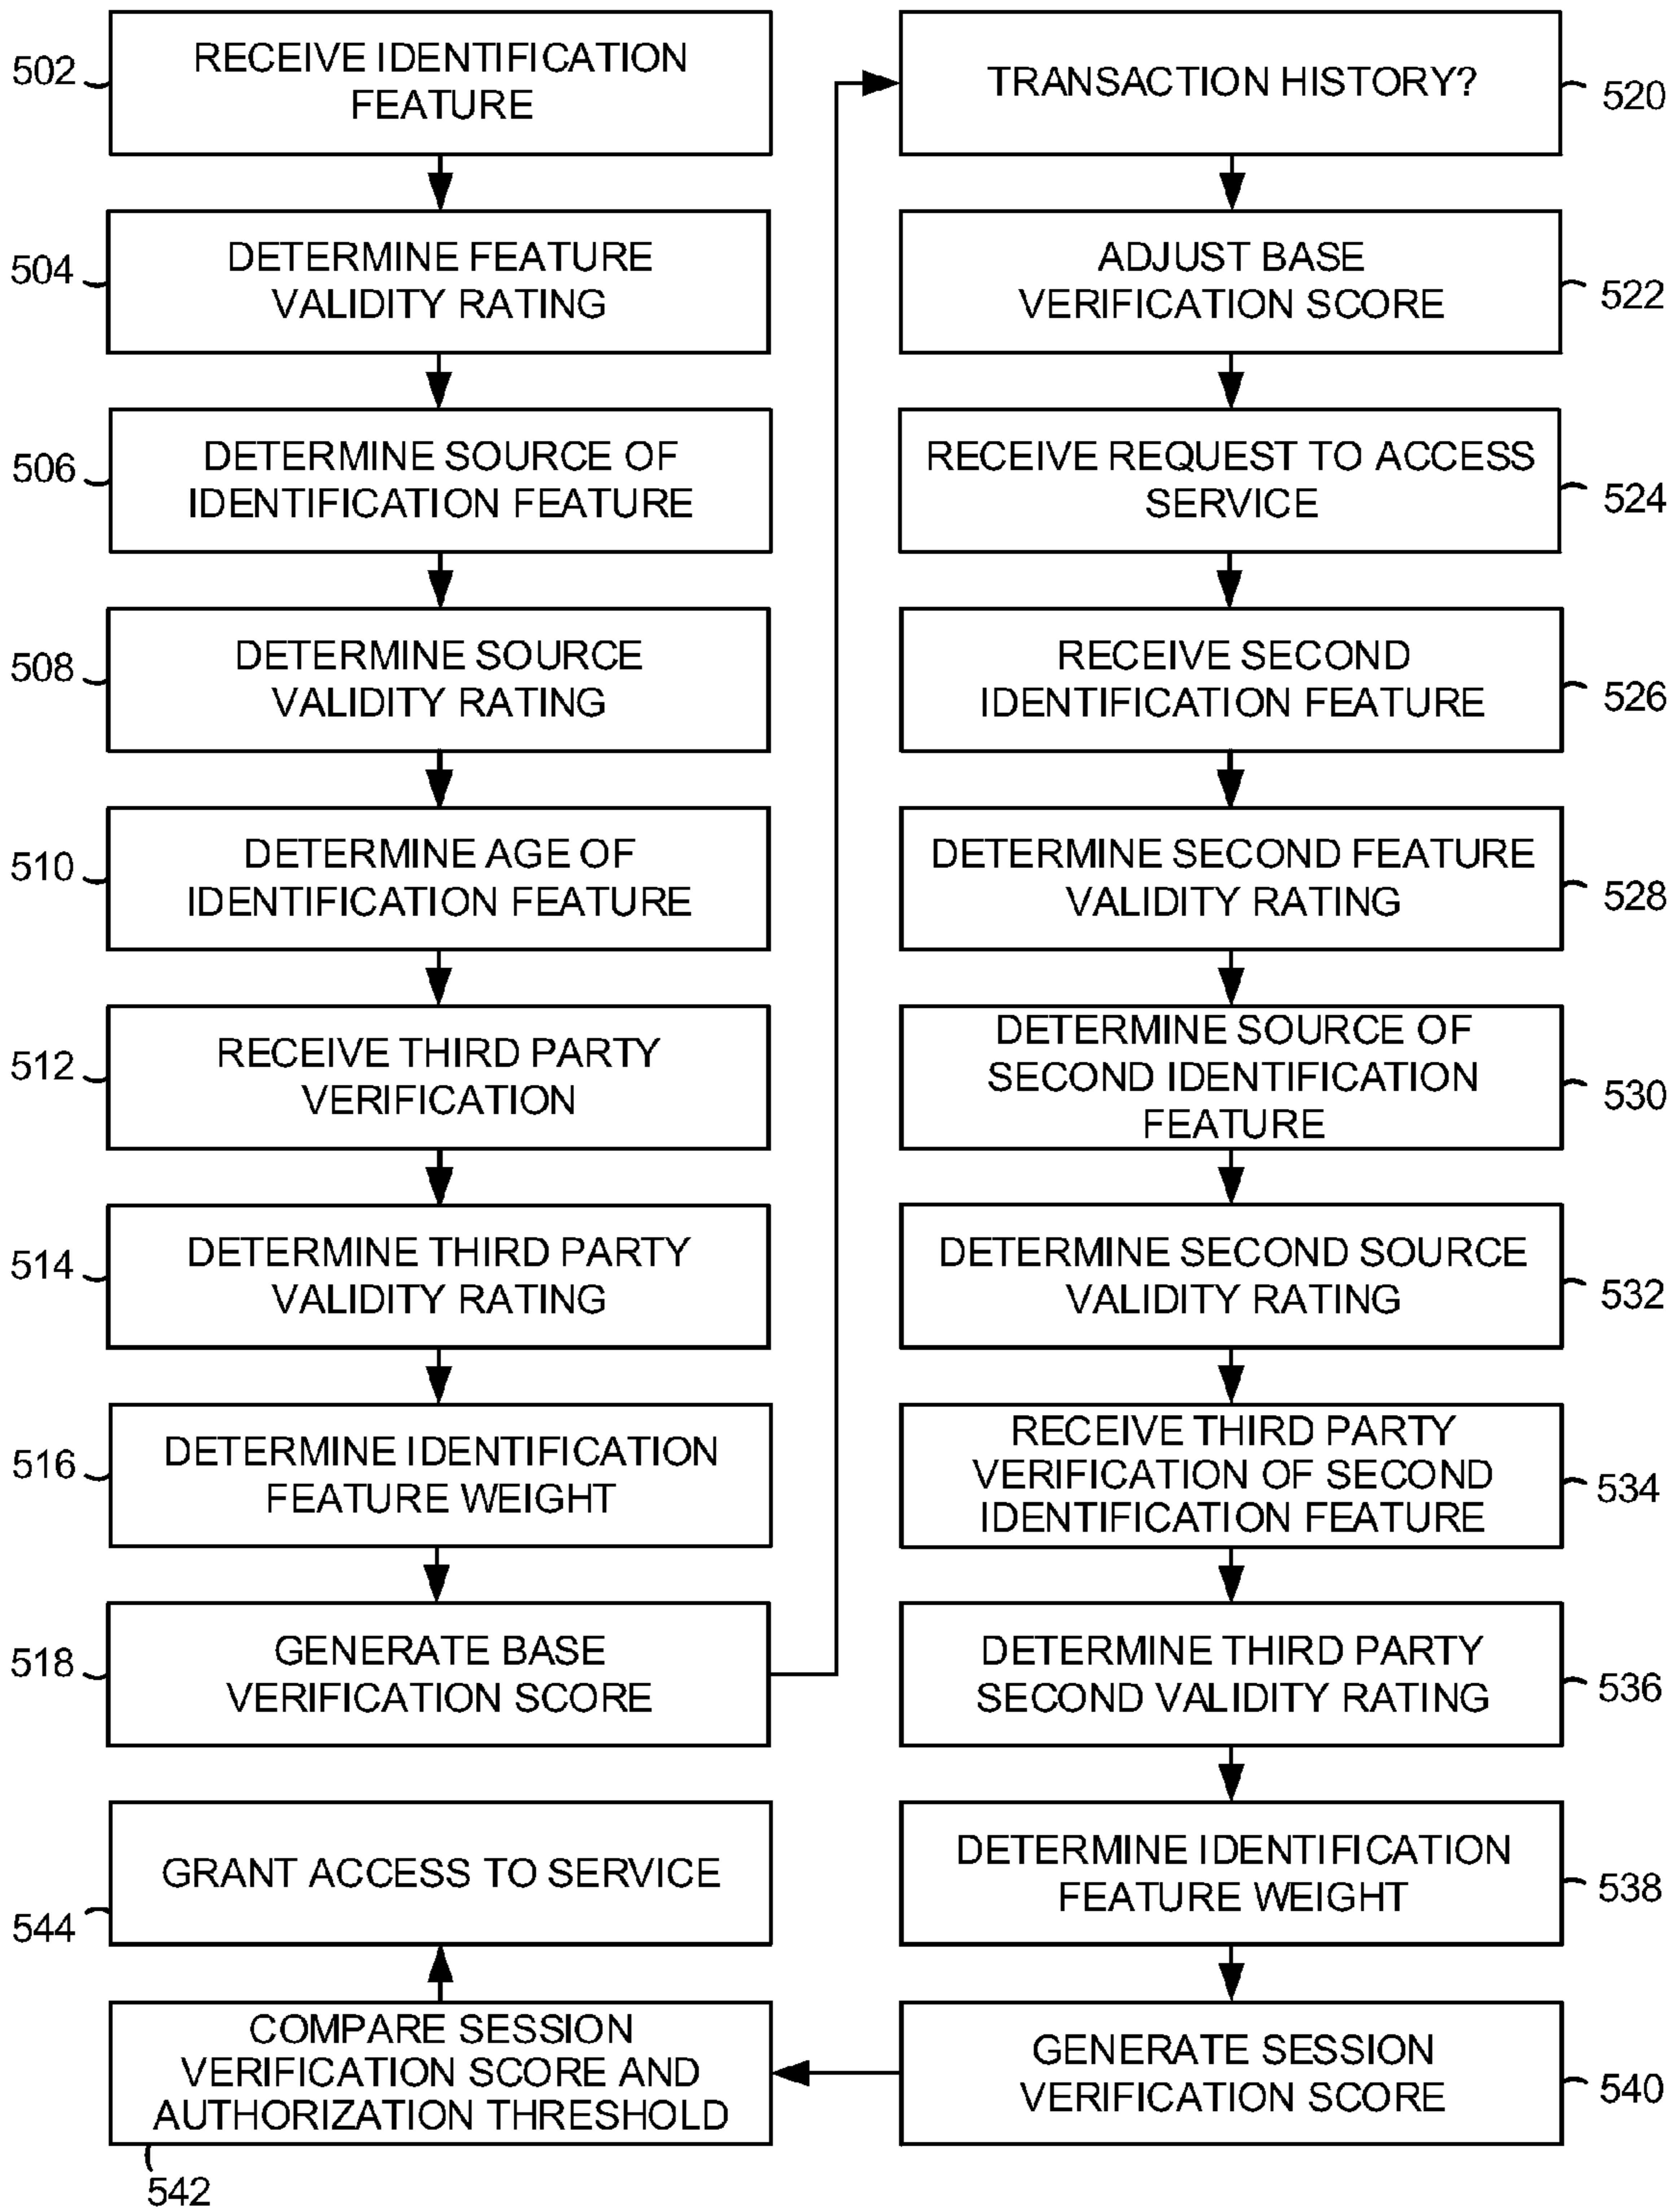 502
RECEIVE IDENTIFICATION
FEATURE
504
DETERMINE FEATURE
VALIDITY RATING
506
DETERMINE SOURCE OF
IDENTIFICATION FEATURE
508
DETERMINE SOURCE
VALIDITY RATING
510
DETERMINE AGE OF
IDENTIFICATION FEATURE
512
RECEIVE THIRD PARTY
VERIFICATION
514
DETERMINE THIRD PARTY
VALIDITY RATING
516
DETERMINE IDENTIFICATION
FEATURE WEIGHT
518
GENERATE BASE
VERIFICATION SCORE
TRANSACTION HISTORY?
520
ADJUST BASE
VERIFICATION SCORE
522
RECEIVE REQUEST TO ACCESS
SERVICE
524
RECEIVE SECOND
IDENTIFICATION FEATURE
526
DETERMINE SECOND FEATURE
VALIDITY RATING
528
DETERMINE SOURCE OF
SECOND IDENTIFICATION
FEATURE
530
DETERMINE SECOND SOURCE
VALIDITY RATING
532
RECEIVE THIRD PARTY
VERIFICATION OF SECOND
IDENTIFICATION FEATURE
534
DETERMINE THIRD PARTY
SECOND VALIDITY RATING
536
DETERMINE IDENTIFICATION
FEATURE WEIGHT
538
GENERATE SESSION
VERIFICATION SCORE
540
COMPARE SESSION
VERIFICATION SCORE AND
AUTHORIZATION THRESHOLD
542
GRANT ACCESS TO SERVICE
544